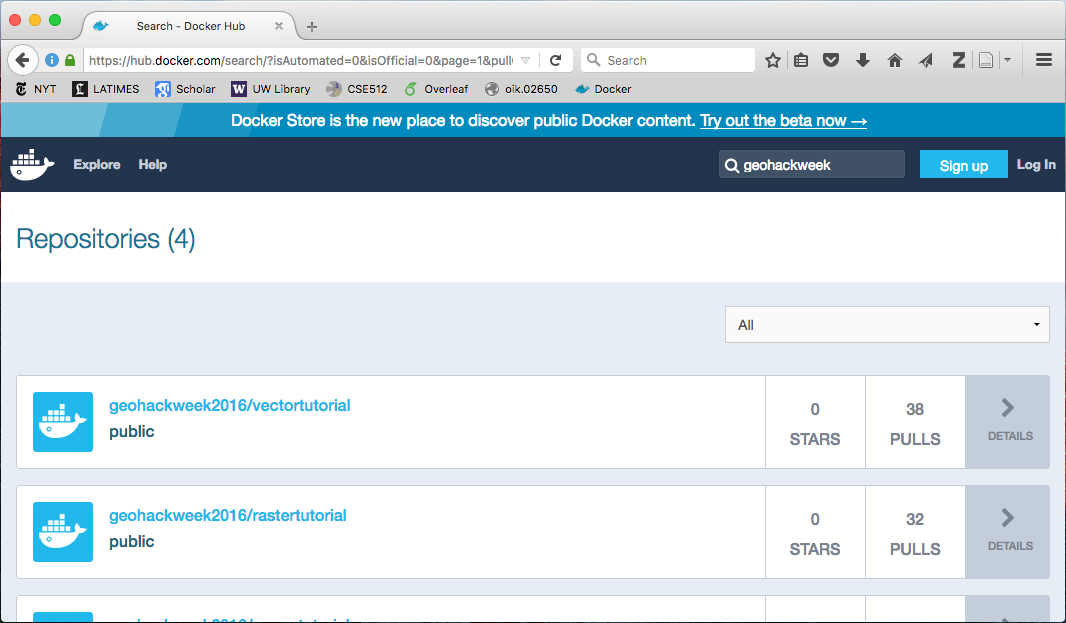 Search - Docker Hub
https://hub.docker.com/search/?isAutomated=0&isOfficial=0&page=1&pull
Search
Z
NYT
LATIMES
Scholar
W
UW Library
CSE512
Overleaf
oik.02650
Docker
Docker Store is the new place to discover public Docker content. Try out the beta now →
Explore
Help
geohackweek
Sign up
Log In
Repositories (4)
All
geohackweek2016/vectortutorial
public
0
STARS
38
PULLS
DETAILS
geohackweek2016/rastertutorial
public
0
STARS
32
PULLS
DETAILS